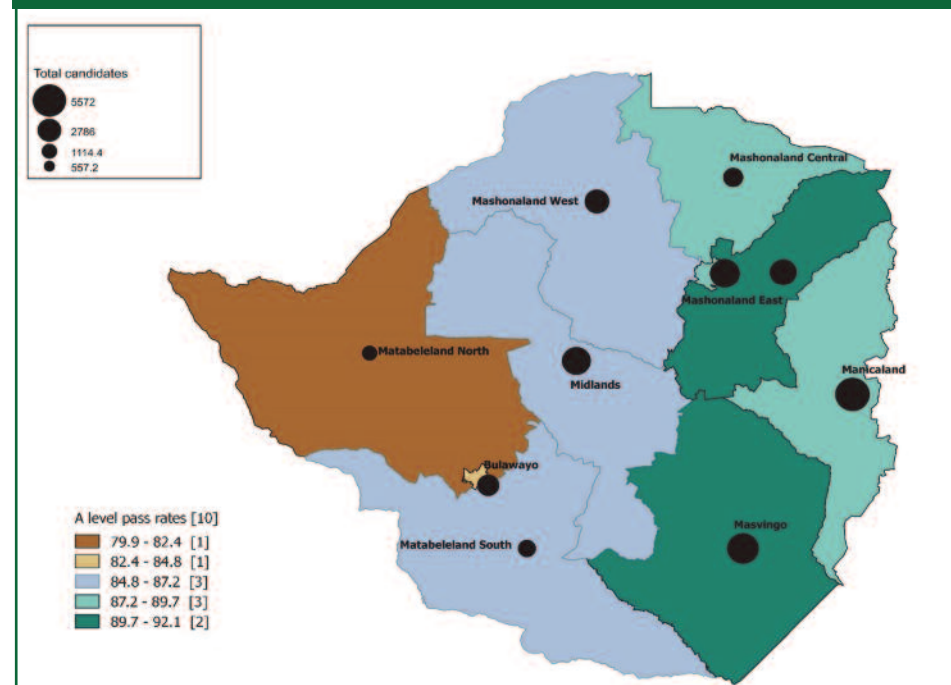 Total candidates
5572
2786
1114.4
557.2
Mashonaland Central
Mashonaland West
Mashonaland East
Matabeleland North
Midlands
Manicaland
Bulawayo
Matabeleland South
Masvingo
A level pass rates [10]
79.9 - 82.4 [1]
82.4 - 84.8 [1]
84.8 - 87.2 [3]
87.2 - 89.7 [3]
89.7 - 92.1 [2]